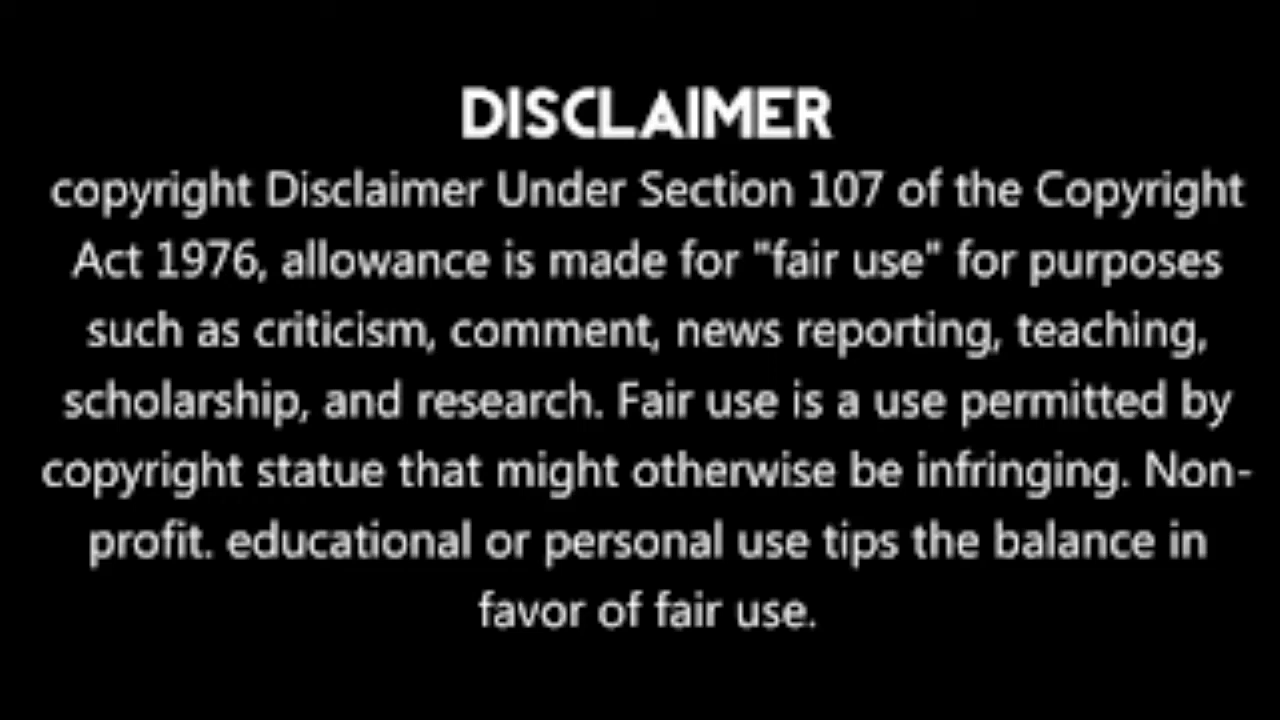 DISCLAIMER
copyright Disclaimer Under Section 107 of the Copyright
Act 1976, allowance is made for "fair use" for purposes
such as criticism, comment, news reporting, teaching,
scholarship, and research. Fair use is a use permitted by
copyright statue that might otherwise be infringing. Non-
profit. educational or personal use tips the balance in
favor of fair use.